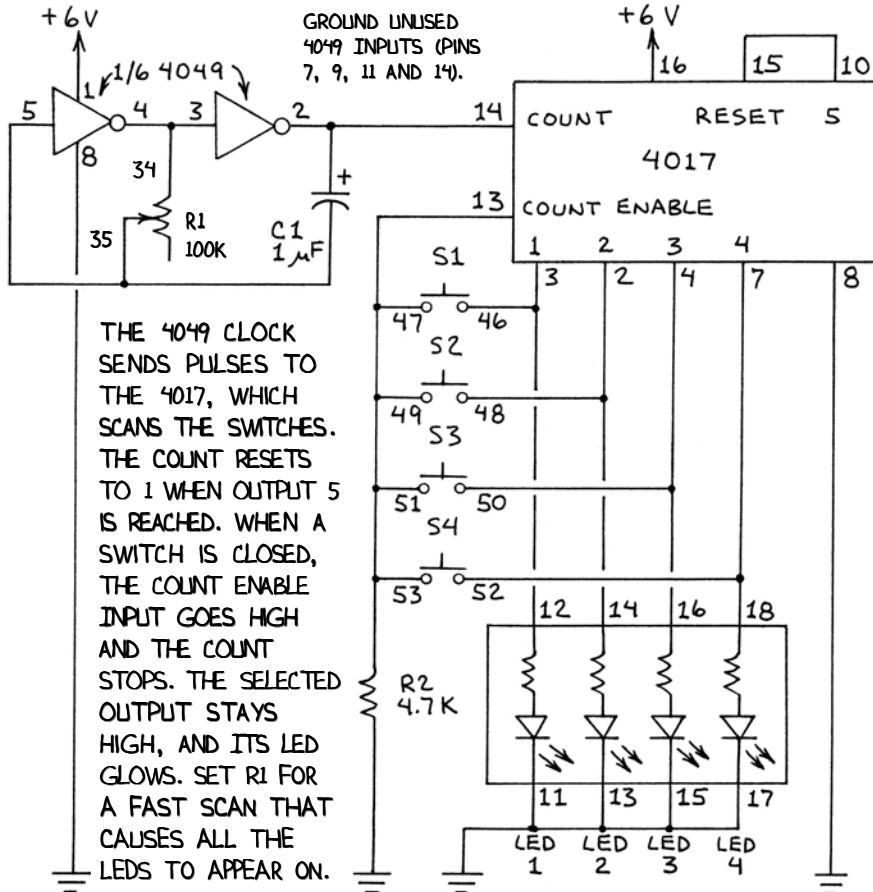 +6V
GROUND UNUSED
4049 INPUTS (PINS
7, 9, 11 AND 14).
+6V
1/6 4049
1
16
15
10
5
4
3
2
14
COUNT
RESET
5
8
4017
34
R1
100K
35
+
C1
1 µF
13
COUNT ENABLE
1
2
3
4
3
2
4
7
8
S1
47
46
S2
49
48
S3
51
50
S4
53
52
THE 4049 CLOCK
SENDS PULSES TO
THE 4017, WHICH
SCANS THE SWITCHES.
THE COUNT RESETS
TO 1 WHEN OUTPUT 5
IS REACHED. WHEN A
SWITCH IS CLOSED,
THE COUNT ENABLE
INPUT GOES HIGH
AND THE COUNT
STOPS. THE SELECTED
OUTPUT STAYS
HIGH, AND ITS LED
GLOWS. SET R1 FOR
A FAST SCAN THAT
CAUSES ALL THE
LEDS TO APPEAR ON.
R2
4.7K
12
14
16
18
11
13
15
17
LED
1
LED
2
LED
3
LED
4